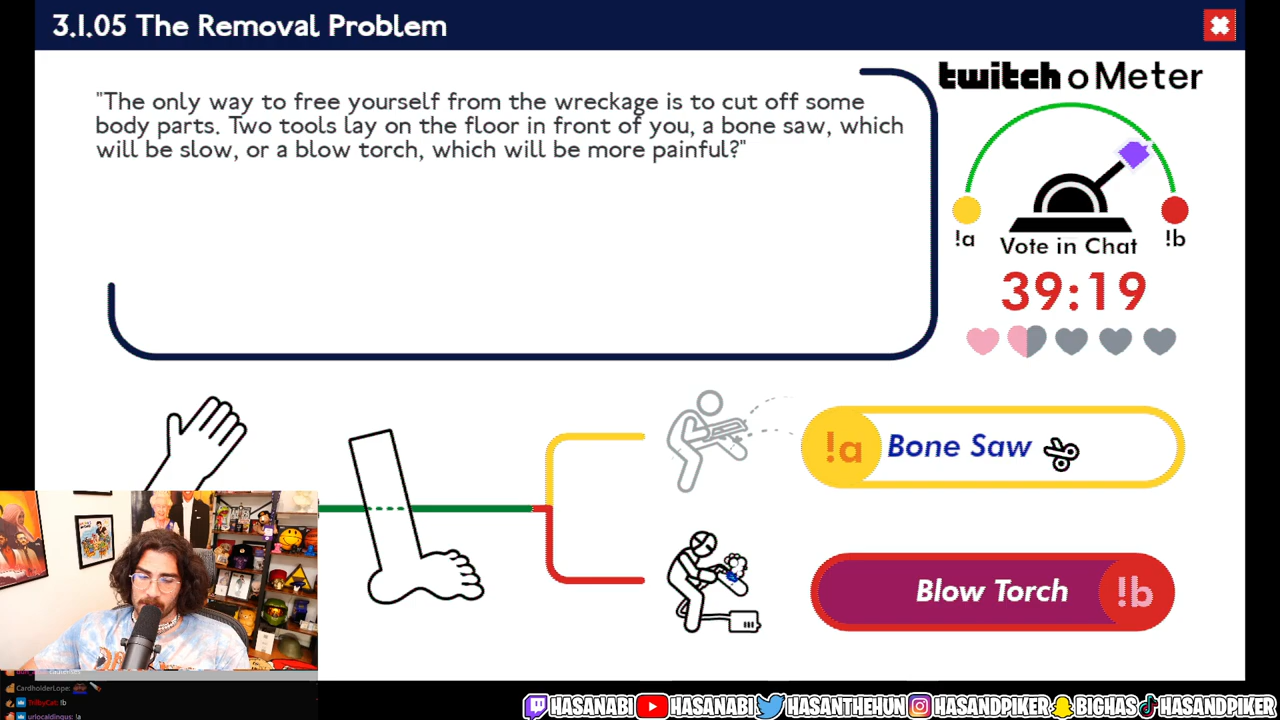 3.1.05 The Removal Problem
"The only way to free yourself from the wreckage is to cut off some
body parts. Two tools lay on the floor in front of you, a bone saw, which
will be slow, or a blow torch, which will be more painful?"
twitch o Meter
!a
Vote in Chat
!b
39:19
!a Bone Saw
Blow Torch !b
CardholderLope:
TrilbyCat: !b
urlocaldingus: !a
HASANABI HASANABI HASANTHEHUN HASANDPIKER BIGHAS HASANDPIKER